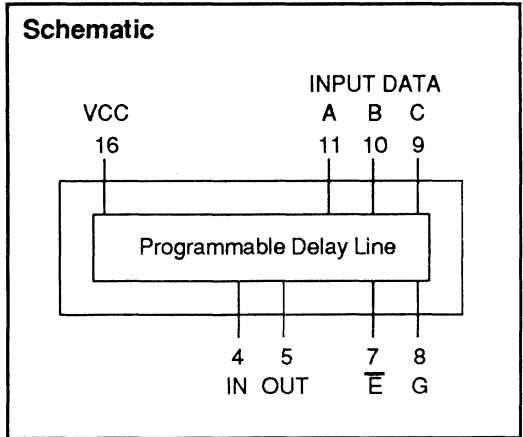 Schematic
INPUT DATA
VCC A B C
16 11 10 9
Programmable Delay Line
4 5 7 8
IN OUT E̅ G